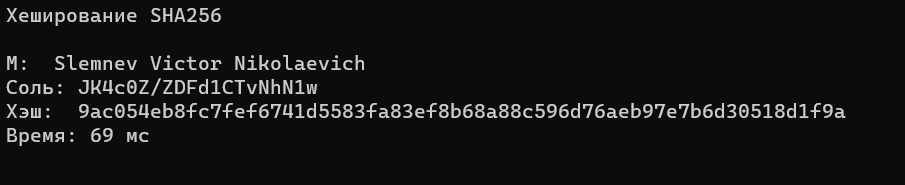 Хеширование SHA256
M:  Slemnev Victor Nikolaevich
Соль: JK4c0Z/ZDFd1CTvNhN1w
Хэш:  9ac054eb8fc7fef6741d5583fa83ef8b68a88c596d76aeb97e7b6d30518d1f9a
Время: 69 мс